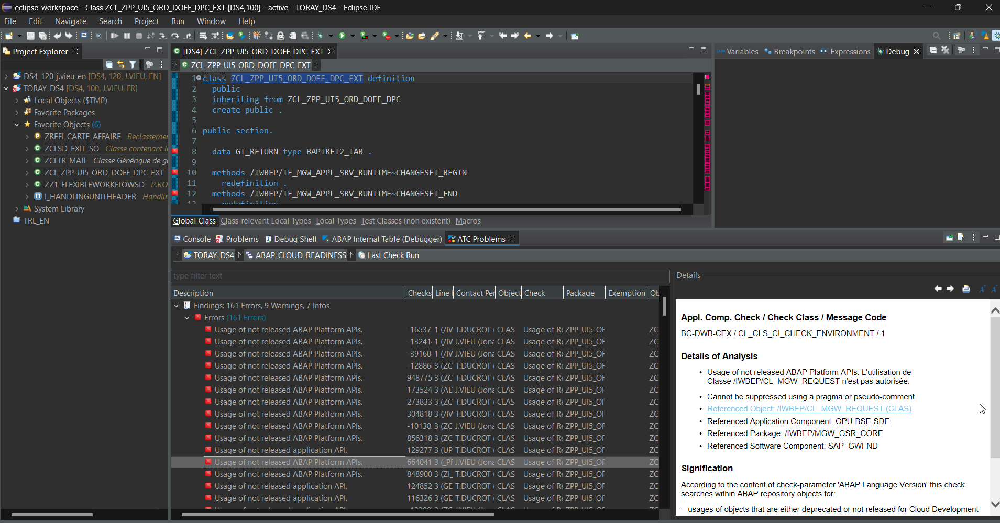 eclipse-workspace - Class ZCL_ZPP_UI5_ORD_DOFF_DPC_EXT [DS4,100] - active - TORAY_DS4 - Eclipse IDE
File Edit Navigate Search Project Run Window Help
Project Explorer
DS4_120_j.vieu_en [DS4, 120, J.VIEU, EN]
TORAY_DS4 [DS4, 100, J.VIEU, FR]
Local Objects ($TMP)
Favorite Packages
Favorite Objects (6)
ZREFI_CARTE_AFFAIRE Reclasseme
ZCLSD_EXIT_SO Classe contenant l
ZCLTR_MAIL Classe Générique de g
ZCL_ZPP_UI5_ORD_DOFF_DPC_EXT
ZZ1_FLEXIBLEWORKFLOWSD P.BO
I_HANDLINGUNITHEADER Handlin
System Library
TRL_EN
[DS4] ZCL_ZPP_UI5_ORD_DOFF_DPC_EXT
ZCL_ZPP_UI5_ORD_DOFF_DPC_EXT
1 class ZCL_ZPP_UI5_ORD_DOFF_DPC_EXT definition
2 public
3 inheriting from ZCL_ZPP_UI5_ORD_DOFF_DPC
4 create public .
5
6 public section.
7
8 data GT_RETURN type BAPIRET2_TAB .
9
10 methods /IWBEP/IF_MGW_APPL_SRV_RUNTIME~CHANGESET_BEGIN
11 redefinition .
12 methods /IWBEP/IF_MGW_APPL_SRV_RUNTIME~CHANGESET_END
13 redefinition
Global Class Class-relevant Local Types Local Types Test Classes (non existent) Macros
Variables Breakpoints Expressions Debug
Console Problems Debug Shell ABAP Internal Table (Debugger) ATC Problems
TORAY_DS4 ABAP_CLOUD_READINESS Last Check Run
type filter text
Description Checks Line Contact Per Object Check Package Exemption Ob
Findings: 161 Errors, 9 Warnings, 7 Infos
Errors (161 Errors)
Usage of not released ABAP Platform APIs. -16537 1 (/IV T.DUCROT ( CLAS Usage of Re ZPP_UI5_OF ZC
Usage of not released ABAP Platform APIs. -13241 1 (/IV J.VIEU (Jona CLAS Usage of Re ZPP_UI5_OF ZC
Usage of not released ABAP Platform APIs. -39160 1 (/IV J.VIEU (Jona CLAS Usage of Re ZPP_UI5_OF ZC
Usage of not released ABAP Platform APIs. -12886 3 (ZC T.DUCROT ( CLAS Usage of Re ZPP_UI5_OF ZC
Usage of not released ABAP Platform APIs. 948775 3 (ZC T.DUCROT ( CLAS Usage of Re ZPP_UI5_OF ZC
Usage of not released ABAP Platform APIs. 173524 3 (AD J.VIEU (Jona CLAS Usage of Re ZPP_UI5_OF ZC
Usage of not released ABAP Platform APIs. 273833 3 (ZC T.DUCROT ( CLAS Usage of Re ZPP_UI5_OF ZC
Usage of not released ABAP Platform APIs. 304818 3 (/IV T.DUCROT ( CLAS Usage of Re ZPP_UI5_OF ZC
Usage of not released ABAP Platform APIs. -10138 3 (ZC J.VIEU (Jona CLAS Usage of Re ZPP_UI5_OF ZC
Usage of not released ABAP Platform APIs. 856318 3 (ZC T.DUCROT ( CLAS Usage of Re ZPP_UI5_OF ZC
Usage of not released application API. 129277 3 (UP T.DUCROT ( CLAS Usage of Re ZPP_UI5_OF ZC
Usage of not released ABAP Platform APIs. 664041 3 (_PF J.VIEU (Jona CLAS Usage of Re ZPP_UI5_OF ZC
Usage of not released ABAP Platform APIs. 848900 3 (ZI_ T.DUCROT ( CLAS Usage of Re ZPP_UI5_OF ZC
Usage of not released application API. 124852 3 (GE T.DUCROT ( CLAS Usage of Re ZPP_UI5_OF ZC
Usage of not released application API. 116326 3 (GE T.DUCROT ( CLAS Usage of Re ZPP_UI5_OF ZC
Details
Appl. Comp. Check / Check Class / Message Code
BC-DWB-CEX / CL_CLS_CI_CHECK_ENVIRONMENT / 1
Details of Analysis
• Usage of not released ABAP Platform APIs. L'utilisation de
Classe /IWBEP/CL_MGW_REQUEST n'est pas autorisée.
• Cannot be suppressed using a pragma or pseudo-comment
• Referenced Object: /IWBEP/CL_MGW_REQUEST (CLAS)
• Referenced Application Component: OPU-BSE-SDE
• Referenced Package: /IWBEP/MGW_GSR_CORE
• Referenced Software Component: SAP_GWFND
Signification
According to the content of check-parameter 'ABAP Language Version' this check
searches within ABAP repository objects for:
· usages of objects that are either deprecated or not released for Cloud Development